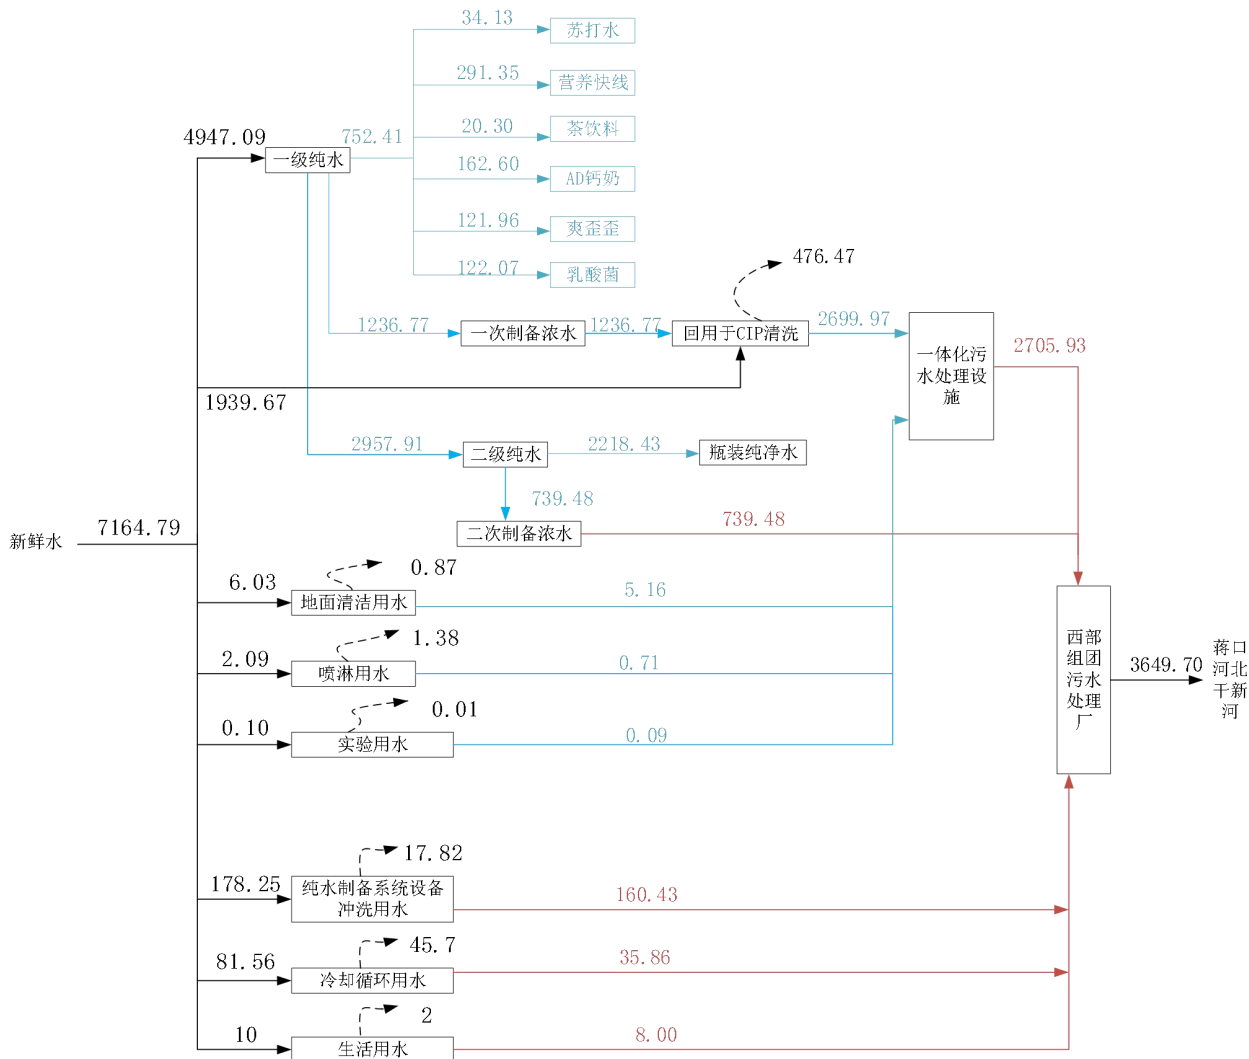 34.13
苏打水
291.35
营养快线
20.30
茶饮料
4947.09
752.41
一级纯水
162.60
AD钙奶
121.96
爽歪歪
122.07
乳酸菌
476.47
1236.77
一次制备浓水
1236.77
回用于CIP清洗
2699.97
一体化污
水处理设
施
2705.93
1939.67
2957.91
二级纯水
2218.43
瓶装纯净水
739.48
二次制备浓水
739.48
新鲜水
7164.79
6.03
0.87
地面清洁用水
5.16
2.09
1.38
喷淋用水
0.71
0.10
0.01
实验用水
0.09
西部
组团
污水
处理
厂
3649.70
蒋口
河北
干新
河
178.25
17.82
纯水制备系统设备
冲洗用水
160.43
81.56
45.7
冷却循环用水
35.86
10
2
生活用水
8.00